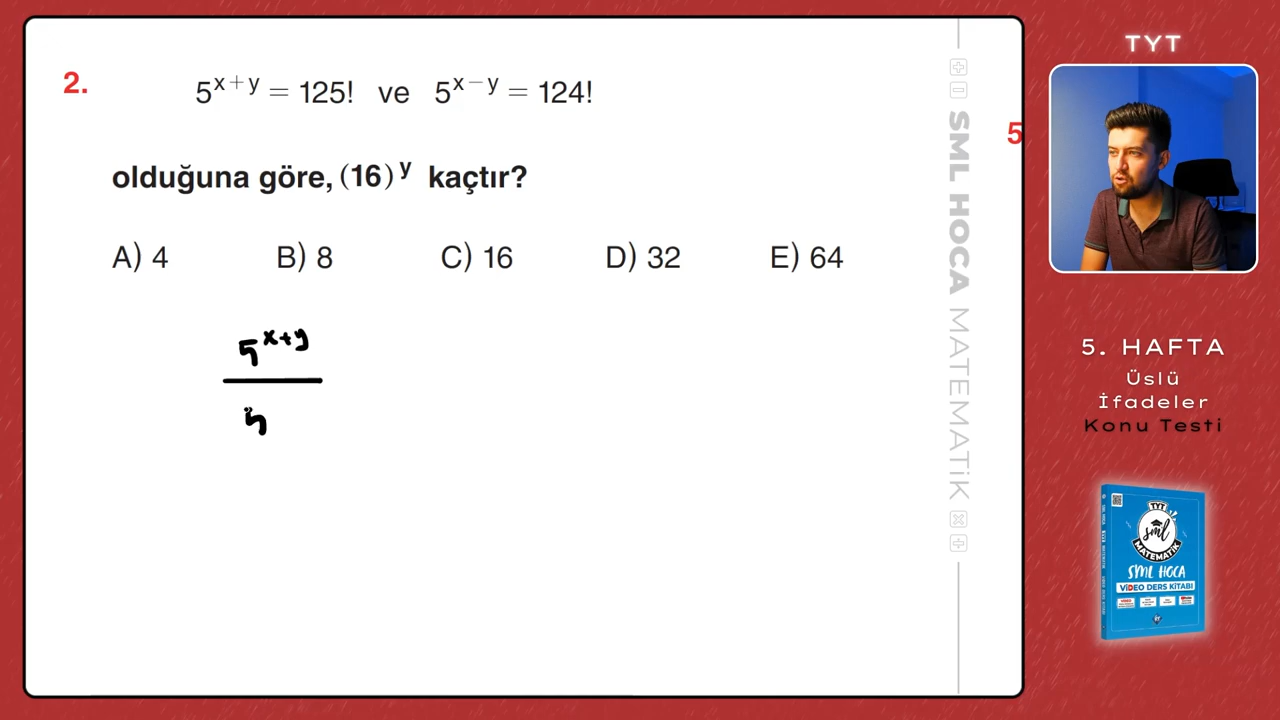 2.
5^(x+y) = 125! ve 5^(x−y) = 124!
olduğuna göre, (16)^y kaçtır?
A) 4 B) 8 C) 16 D) 32 E) 64
5^(x+y)
5
SML HOCA MATEMATİK
5
TYT
5. HAFTA
Üslü
İfadeler
Konu Testi
TYT
sml
MATEMATİK
SML HOCA
VİDEO DERS KİTABI